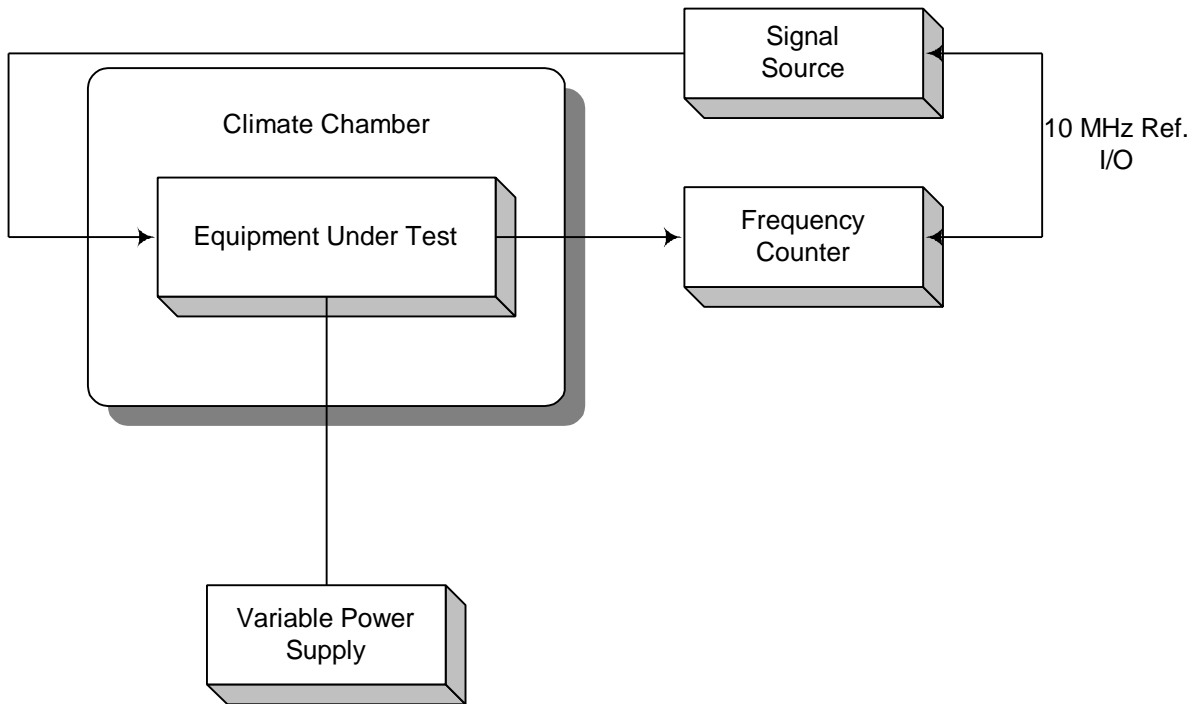 Signal
Source
Climate Chamber
10 MHz Ref.
I/O
Equipment Under Test
Frequency
Counter
Variable Power
Supply